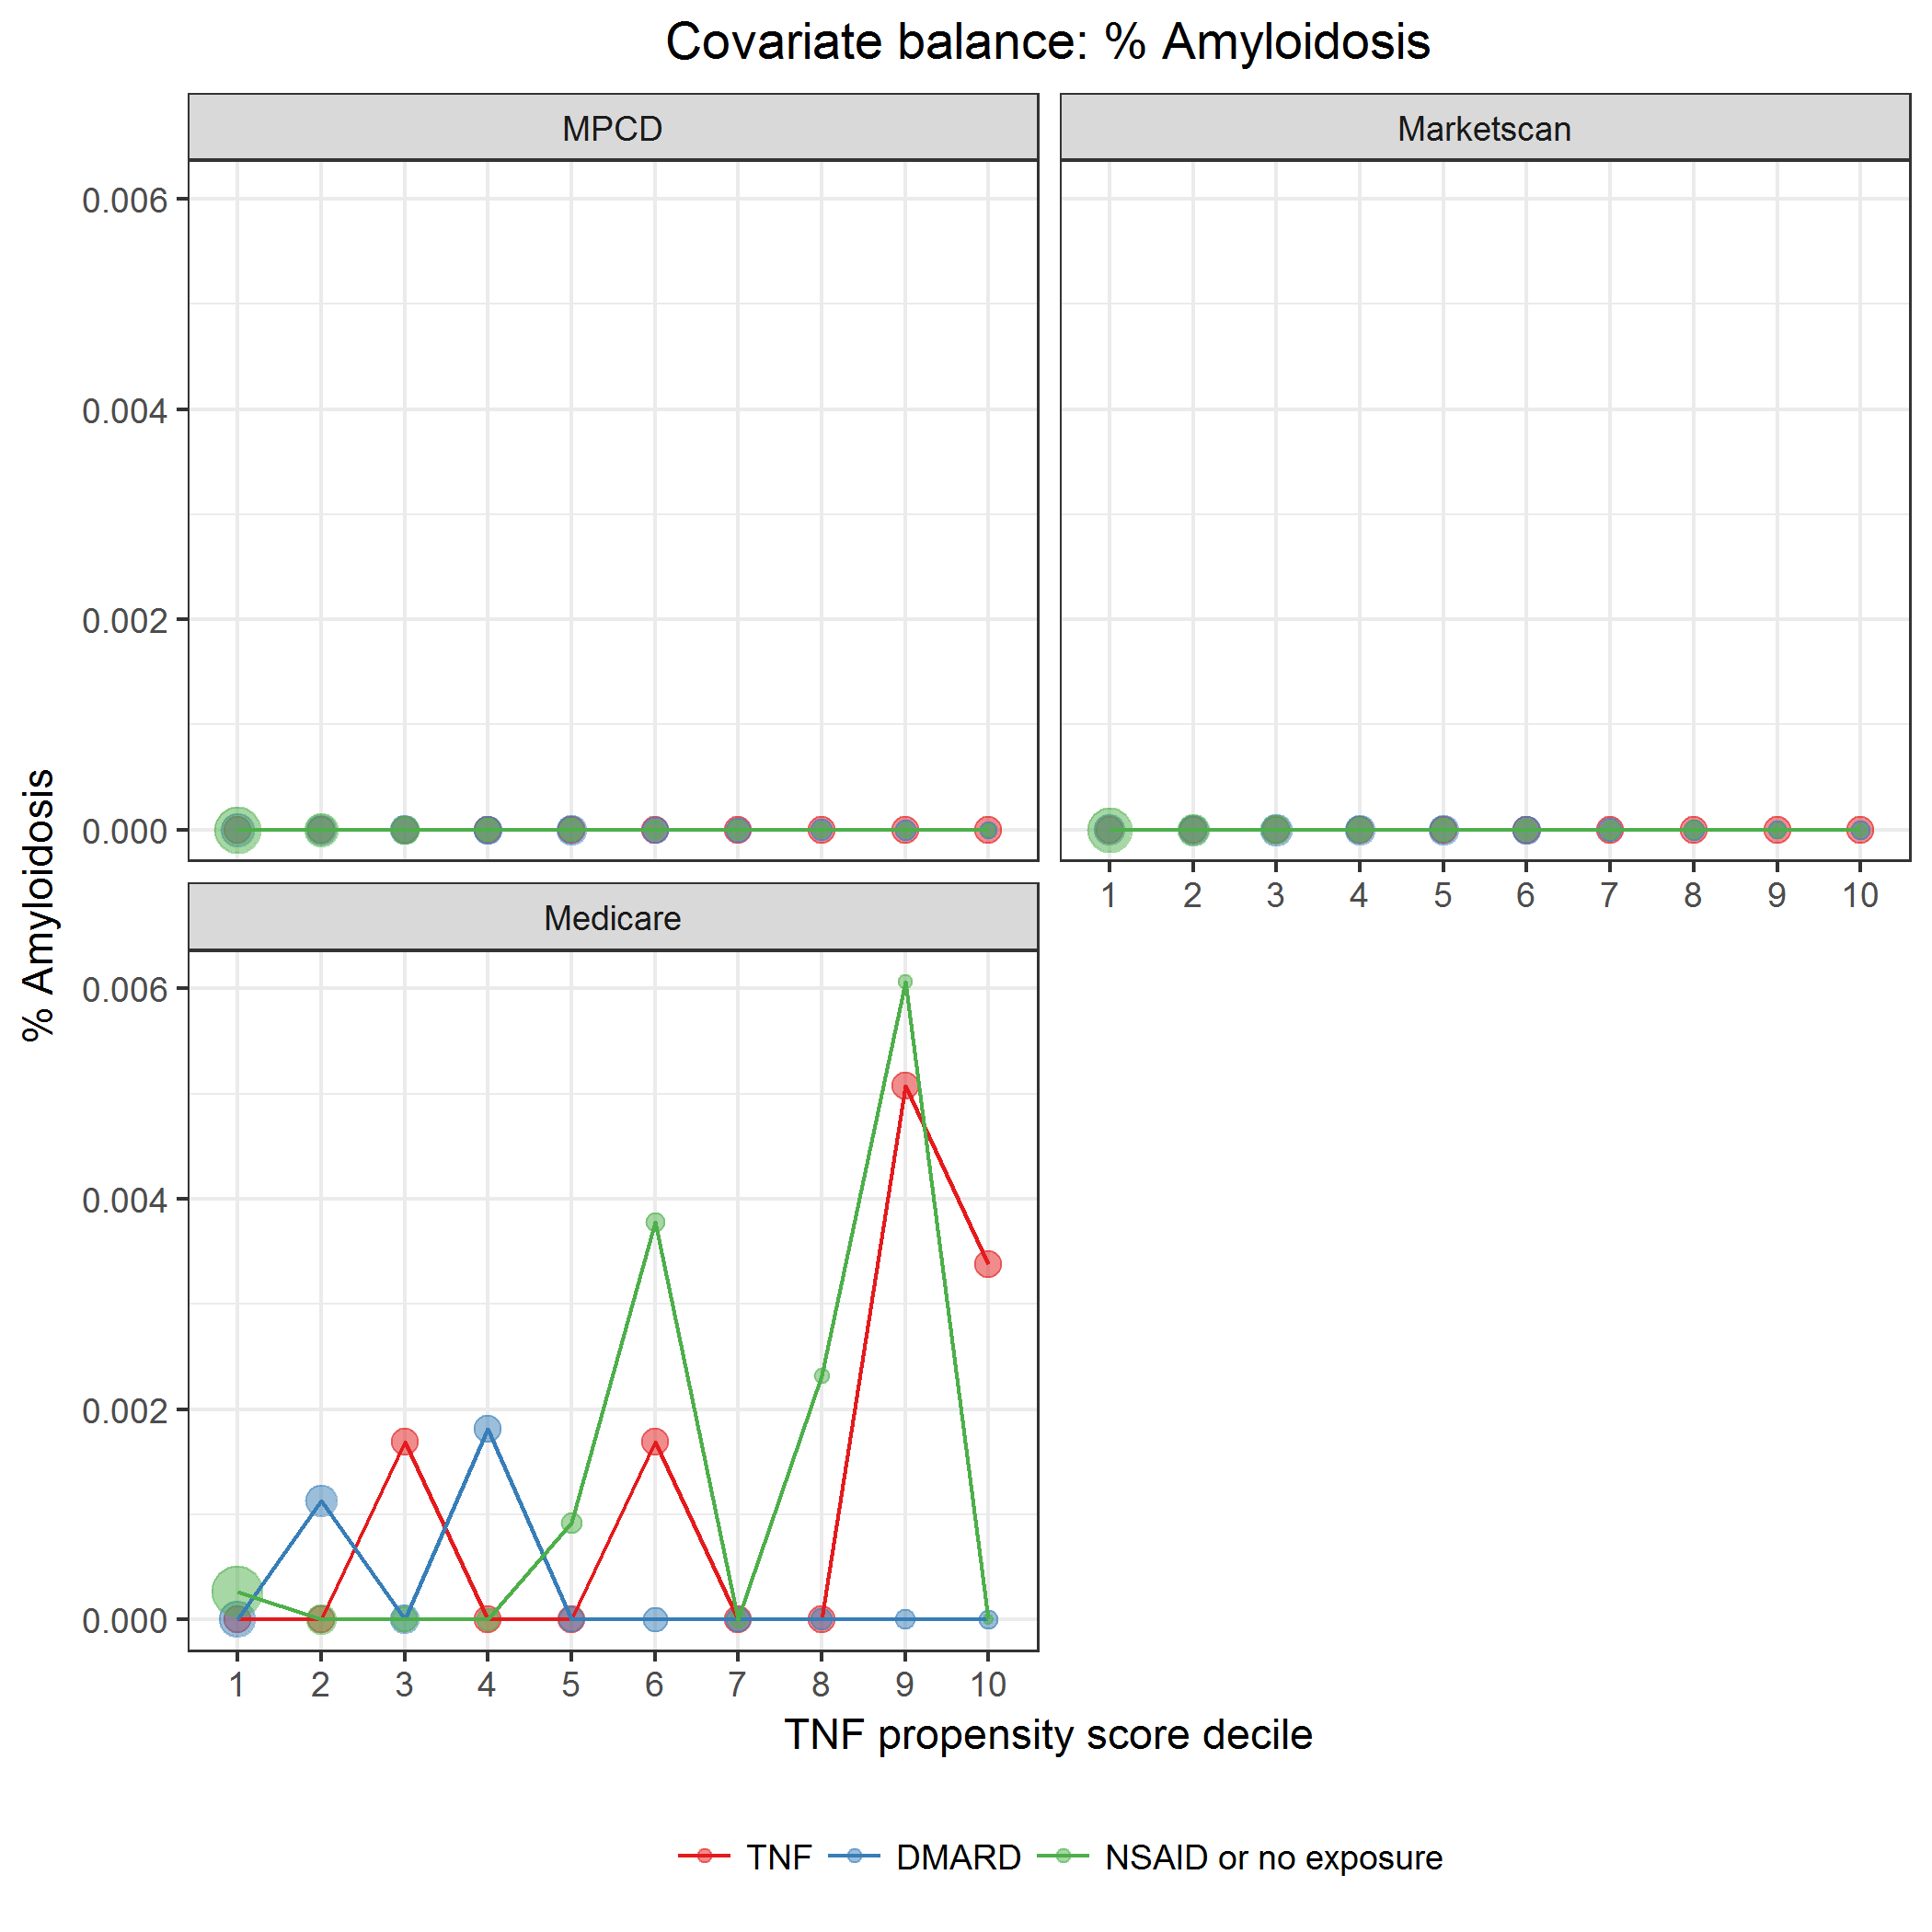 Covariate balance: % Amyloidosis
MPCD
Marketscan
0.006
0.004
0.002
0.000
1 2 3 4 5 6 7 8 9 10
Medicare
0.006
0.004
0.002
0.000
1 2 3 4 5 6 7 8 9 10
% Amyloidosis
TNF propensity score decile
TNF DMARD NSAID or no exposure